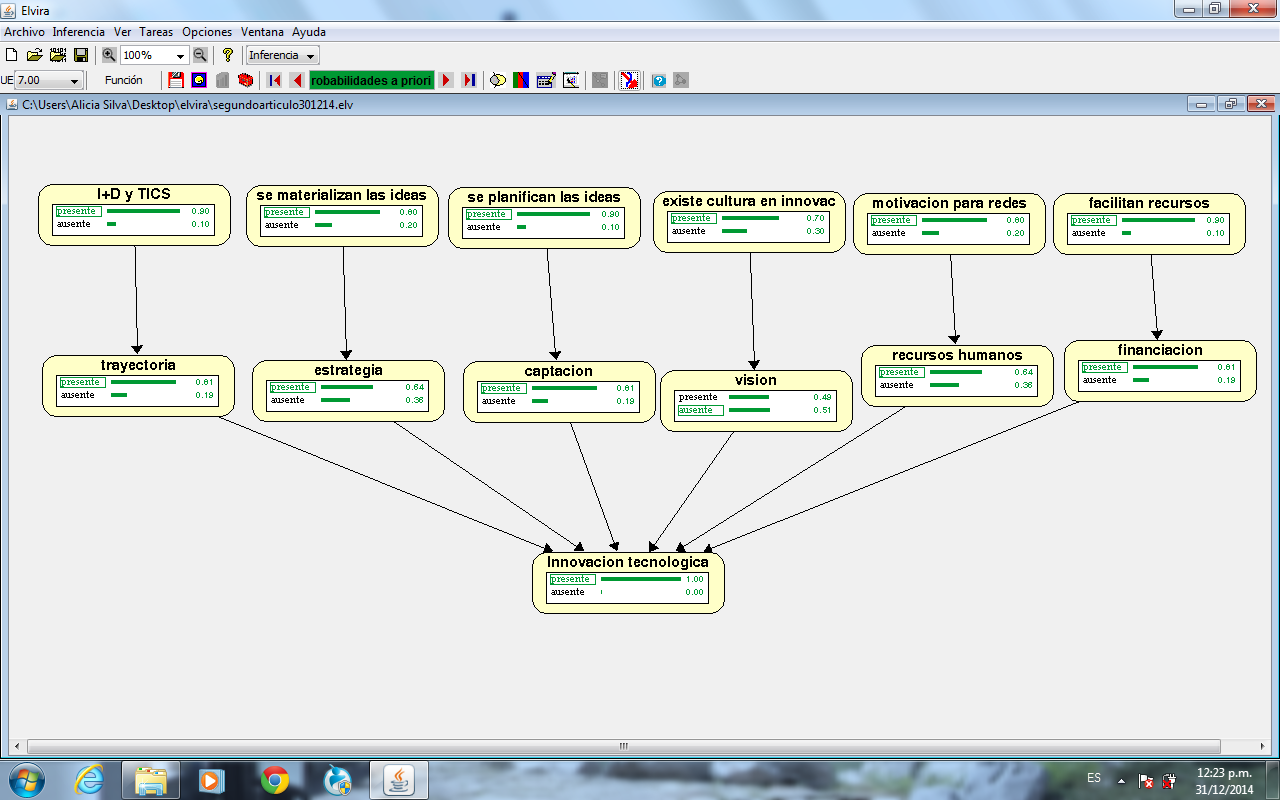 Elvira
Archivo Inferencia Ver Tareas Opciones Ventana Ayuda
100% Inferencia
UE 7.00 Función robabilidades a priori
C:\Users\Alicia Silva\Desktop\elvira\segundoarticulo301214.elv
I+D y TICS
presente 0.90
ausente 0.10
se materializan las ideas
presente 0.80
ausente 0.20
se planifican las ideas
presente 0.90
ausente 0.10
existe cultura en innovac
presente 0.70
ausente 0.30
motivacion para redes
presente 0.80
ausente 0.20
facilitan recursos
presente 0.90
ausente 0.10
trayectoria
presente 0.81
ausente 0.19
estrategia
presente 0.64
ausente 0.36
captacion
presente 0.81
ausente 0.19
vision
presente 0.49
ausente 0.51
recursos humanos
presente 0.64
ausente 0.36
financiacion
presente 0.81
ausente 0.19
Innovacion tecnologica
presente 1.00
ausente 0.00
ES
12:23 p.m.
31/12/2014